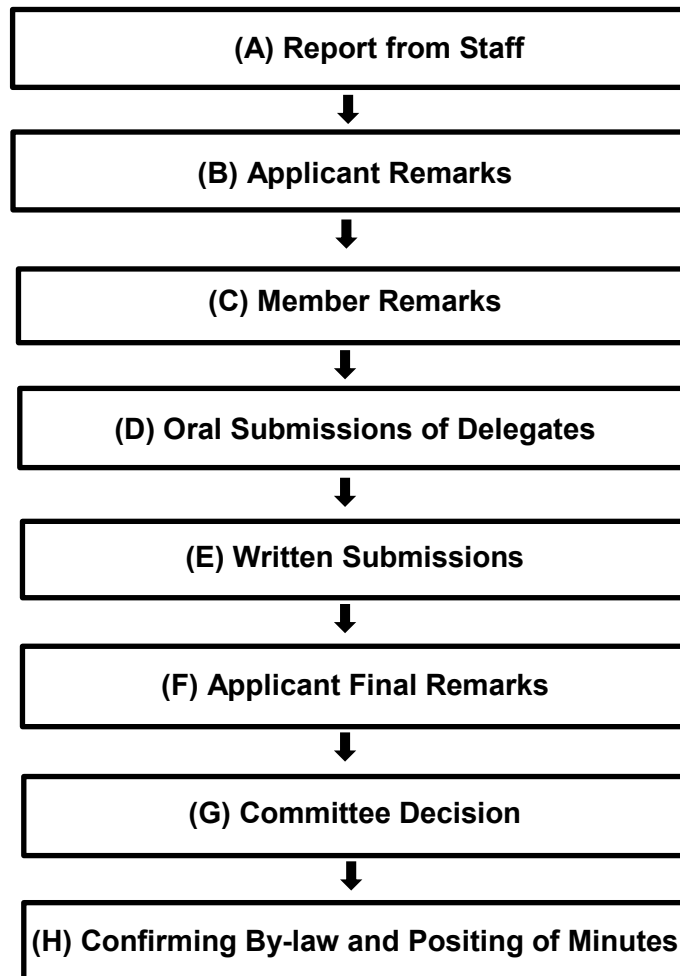 (A) Report from Staff
(B) Applicant Remarks
(C) Member Remarks
(D) Oral Submissions of Delegates
(E) Written Submissions
(F) Applicant Final Remarks
(G) Committee Decision
(H) Confirming By-law and Positing of Minutes